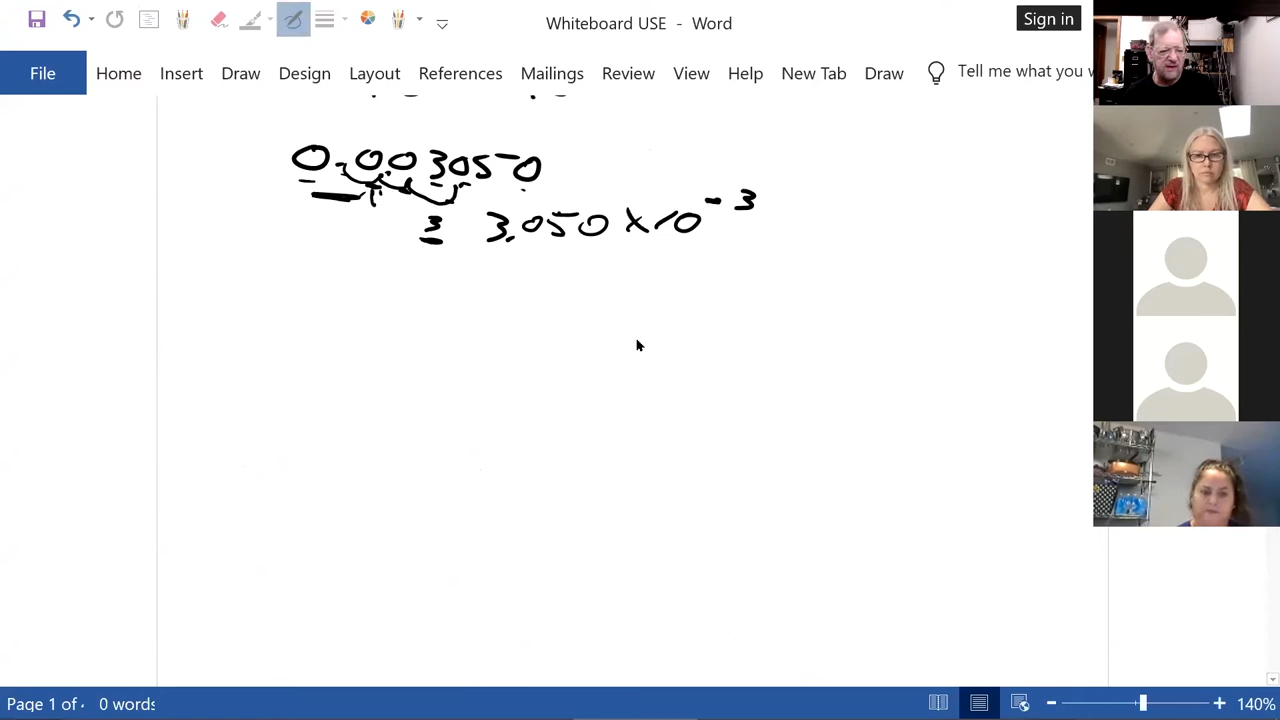 Whiteboard USE - Word
Sign in
File Home Insert Draw Design Layout References Mailings Review View Help New Tab Draw Tell me what you w
0.003050
3 3.050 x 10-3
Page 1 of 0 words
140%